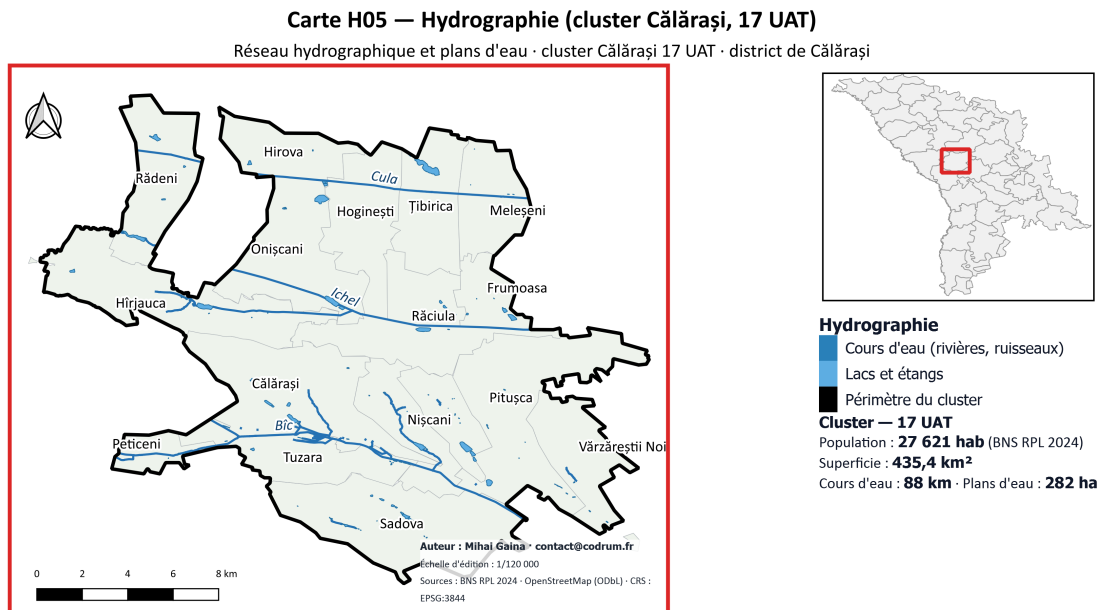 Carte H05 — Hydrographie (cluster Călărași, 17 UAT)
Réseau hydrographique et plans d'eau · cluster Călărași 17 UAT · district de Călărași
Hirova
Rădeni
Cula
Hoginești
Țibirica
Meleșeni
Onișcani
Frumoasa
Hîrjauca
Ichel
Răciula
Călărași
Pitușca
Nișcani
Bîc
Peticeni
Vărzăreștii Noi
Tuzara
Sadova
Auteur : Mihai Gaina · contact@codrum.fr
Échelle d'édition : 1/120 000
Sources : BNS RPL 2024 · OpenStreetMap (ODbL) · CRS :
EPSG:3844
0 2 4 6 8 km
Hydrographie
Cours d'eau (rivières, ruisseaux)
Lacs et étangs
Périmètre du cluster
Cluster — 17 UAT
Population : 27 621 hab (BNS RPL 2024)
Superficie : 435,4 km²
Cours d'eau : 88 km · Plans d'eau : 282 ha